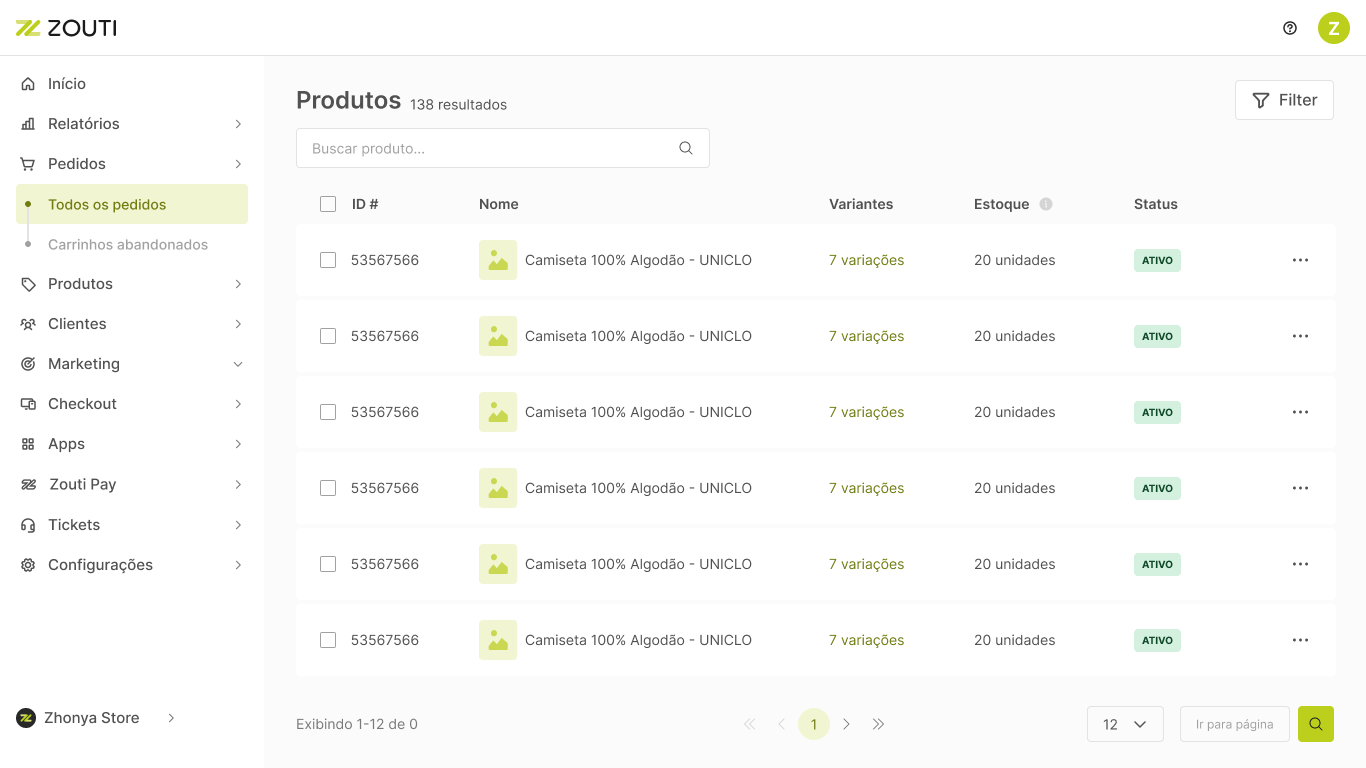 ZOUTI
Z
Início
Relatórios
Pedidos
Todos os pedidos
Carrinhos abandonados
Produtos
Clientes
Marketing
Checkout
Apps
Zouti Pay
Tickets
Configurações
Zhonya Store
Produtos 138 resultados
Filter
Buscar produto...
ID # Nome Variantes Estoque Status
53567566 Camiseta 100% Algodão - UNICLO 7 variações 20 unidades ATIVO
53567566 Camiseta 100% Algodão - UNICLO 7 variações 20 unidades ATIVO
53567566 Camiseta 100% Algodão - UNICLO 7 variações 20 unidades ATIVO
53567566 Camiseta 100% Algodão - UNICLO 7 variações 20 unidades ATIVO
53567566 Camiseta 100% Algodão - UNICLO 7 variações 20 unidades ATIVO
53567566 Camiseta 100% Algodão - UNICLO 7 variações 20 unidades ATIVO
Exibindo 1-12 de 0
1
12
Ir para página